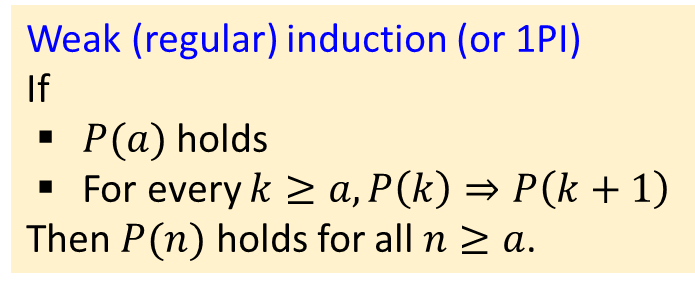 Weak (regular) induction (or 1PI)
If
▪ P(a) holds
▪ For every k ≥ a, P(k) ⇒ P(k + 1)
Then P(n) holds for all n ≥ a.